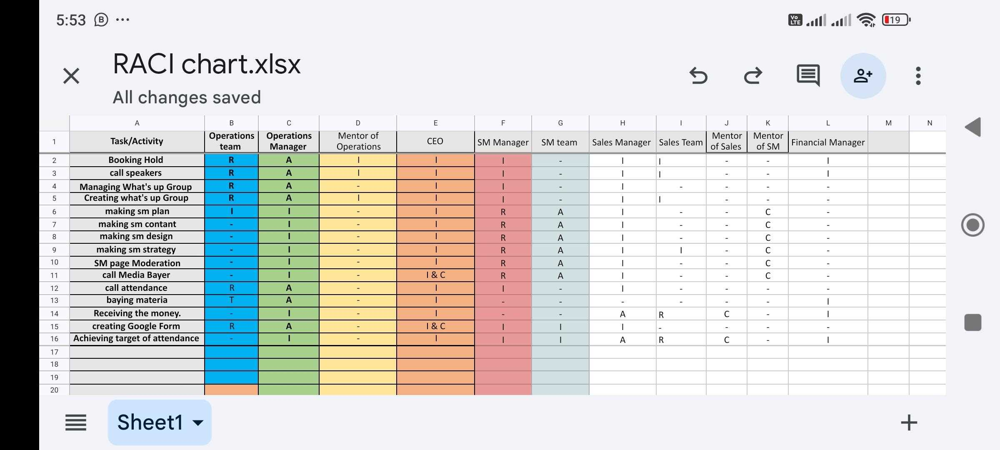 5:53 B ...
Vo LTE 19
RACI chart.xlsx
All changes saved
A B C D E F G H I J K L M N
1 Task/Activity Operations team Operations Manager Mentor of Operations CEO SM Manager SM team Sales Manager Sales Team Mentor of Sales Mentor of SM Financial Manager
2 Booking Hold R A I I I - I I - - I
3 call speakers R A I I I - I I - - I
4 Managing What's up Group R A - I I - I - - - -
5 Creating what's up Group R A I I I - I I - - -
6 making sm plan I I - I R A I - - C -
7 making sm contant - I - I R A I - - C -
8 making sm design - I - I R A I - - C -
9 making sm strategy - I - I R A I I - C -
10 SM page Moderation - I - I R A I - - C -
11 call Media Bayer - I - I & C R A I - - C -
12 call attendance R A - I I - I - - - -
13 baying materia T A - I - - - - - - I
14 Receiving the money. - I - I - - A R C - I
15 creating Google Form R A - I & C I I I - - - -
16 Achieving target of attendance - I - I I I A R C - I
17
18
19
20
Sheet1